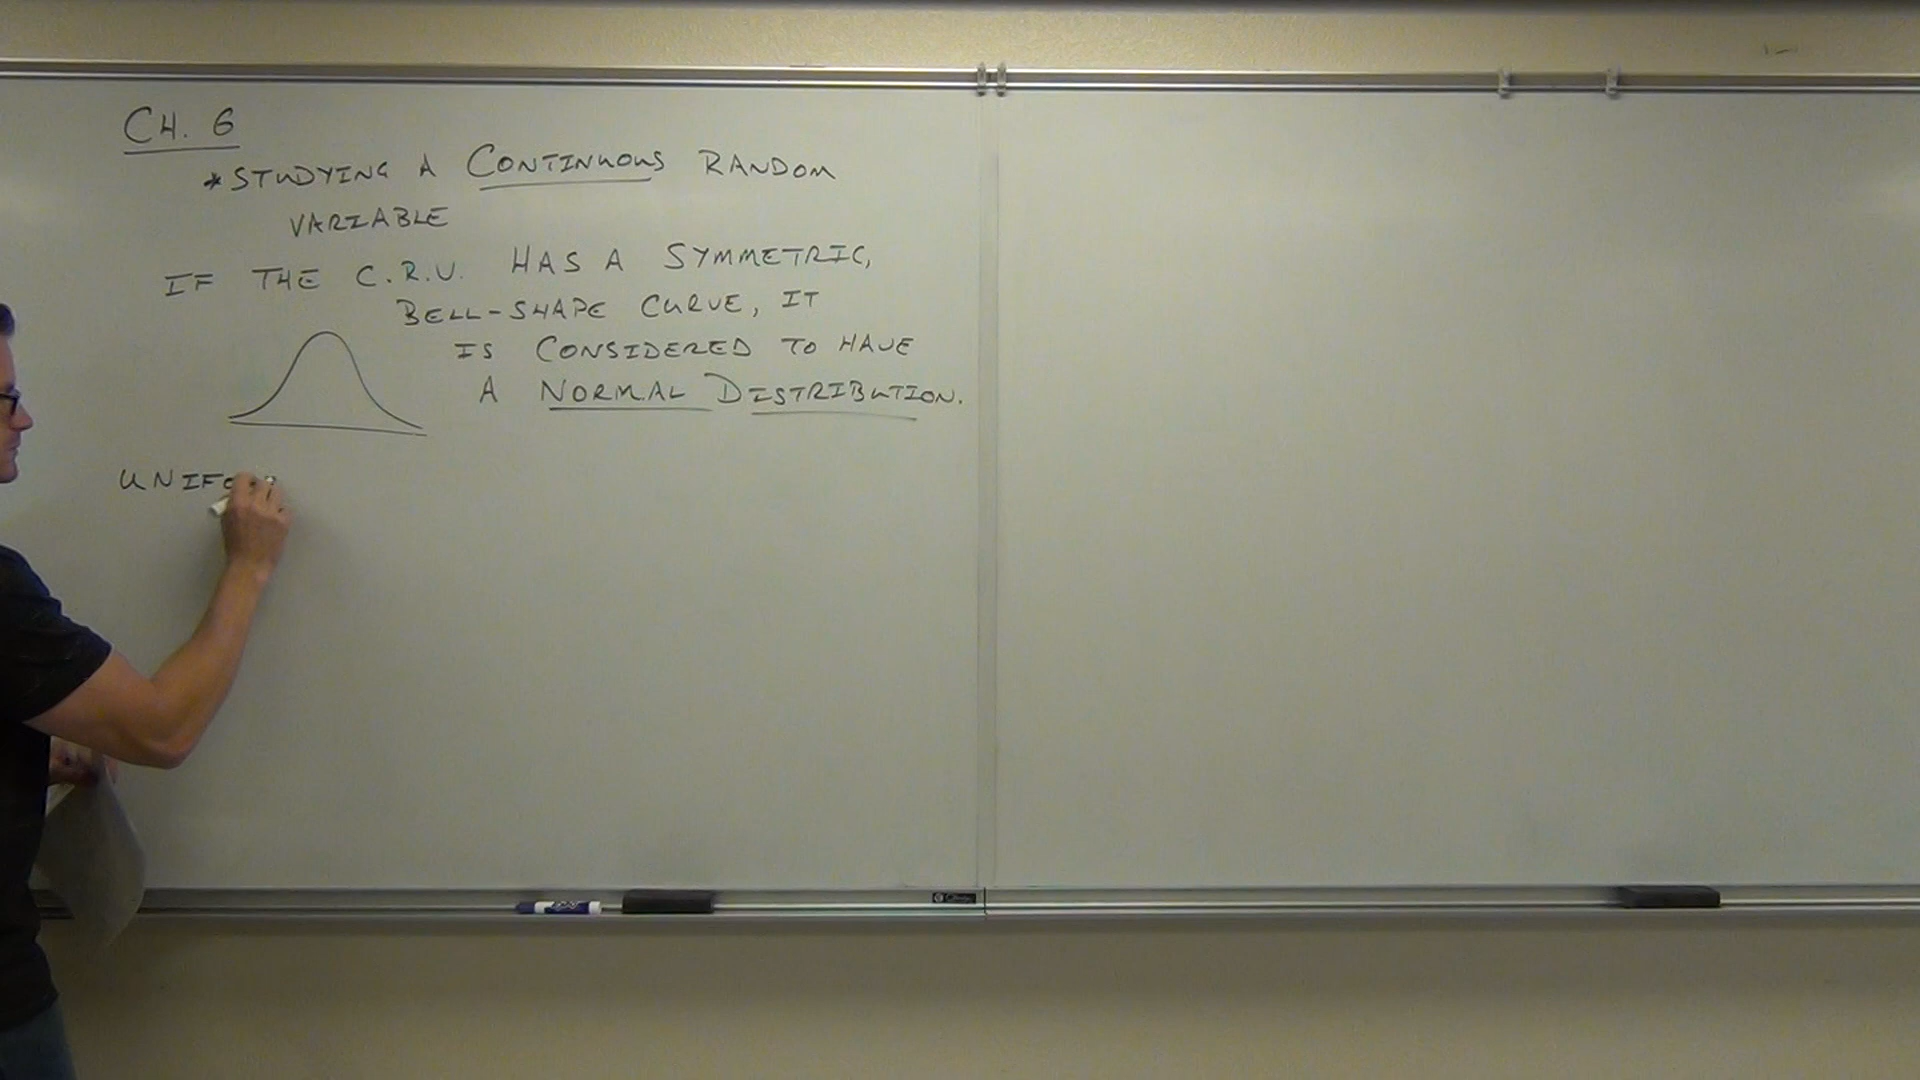 CH. 6
*STUDYING A CONTINUOUS RANDOM
VARIABLE
IF THE C.R.V. HAS A SYMMETRIC,
BELL-SHAPE CURVE, IT
IS CONSIDERED TO HAVE
A NORMAL DISTRIBUTION.